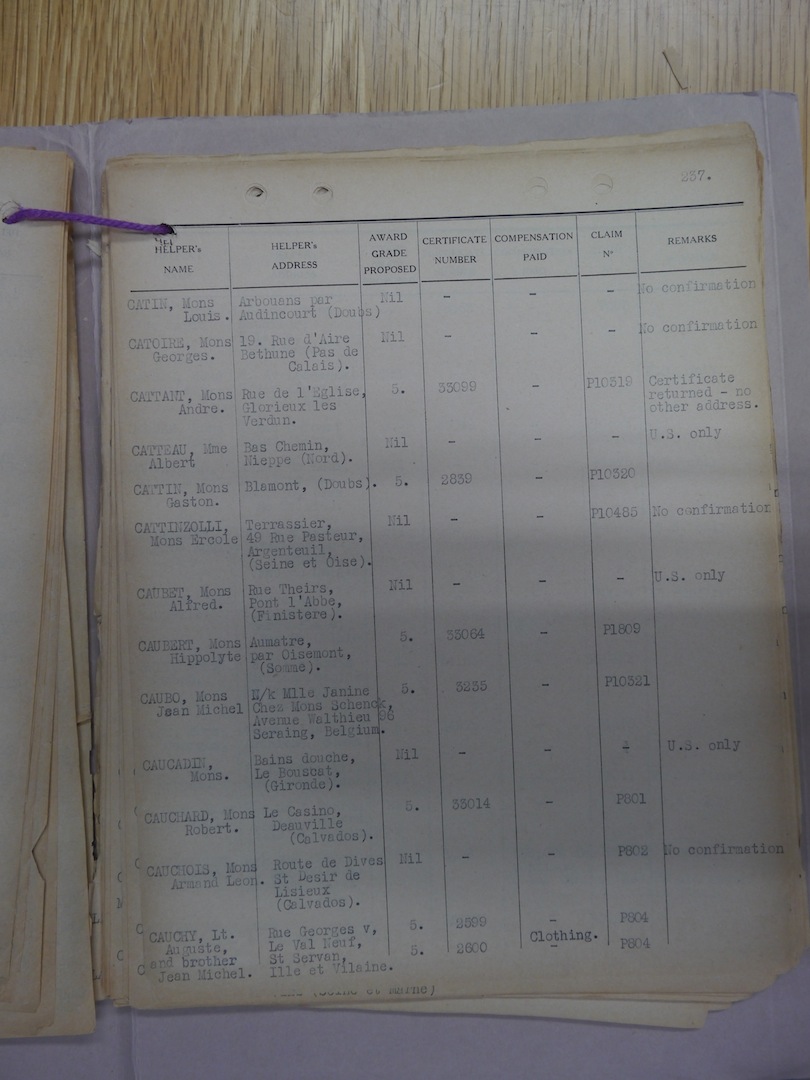 237.
HELPER's NAME | HELPER's ADDRESS | AWARD GRADE PROPOSED | CERTIFICATE NUMBER | COMPENSATION PAID | CLAIM Nº | REMARKS
CATIN, Mons | Arbouans par | Nil | - | - | - | No confirmation
Louis. | Audincourt (Doubs)
CATOIRE, Mons | 19. Rue d'Aire | Nil | - | - | - | No confirmation
Georges. | Bethune (Pas de
Calais).
CATTANT, Mons | Rue de l'Eglise, | 5. | 33099 | - | P10319 | Certificate
Andre. | Glorieux les | returned - no
Verdun. | other address.
CATTEAU, Mme | Bas Chemin, | Nil | - | - | - | U.S. only
Albert | Nieppe (Nord).
CATTIN, Mons | Blamont, (Doubs). | 5. | 2839 | - | P10320
Gaston.
CATTINZOLLI, | Terrassier, | Nil | - | - | P10485 | No confirmation
Mons Ercole | 49 Rue Pasteur,
Argenteuil,
(Seine et Oise).
CAUBET, Mons | Rue Theirs, | Nil | - | - | - | U.S. only
Alfred. | Pont l'Abbe,
(Finistere).
CAUBERT, Mons | Aumatre, | 5. | 33064 | - | P1809
Hippolyte | par Oisemont,
(Somme).
CAUBO, Mons | N/k Mlle Janine | 5. | 3235 | - | P10321
Jean Michel | Chez Mons Schenck,
Avenue Walthieu 96
Seraing, Belgium.
CAUCADIN, | Bains douche, | Nil | - | - | - | U.S. only
Mons. | Le Bouscat,
(Gironde).
CAUCHARD, Mons | Le Casino, | 5. | 33014 | - | P801
Robert. | Deauville
(Calvados).
CAUCHOIS, Mons | Route de Dives | Nil | - | - | P802 | No confirmation
Armand Leon. | St Desir de
Lisieux
(Calvados).
CAUCHY, Lt. | Rue Georges v, | 5. | 2599 | - | P804
Auguste, | Le Val Neuf, | Clothing.
and brother | St Servan, | 5. | 2600 | - | P804
Jean Michel. | Ille et Vilaine.
(Seine et Marne)